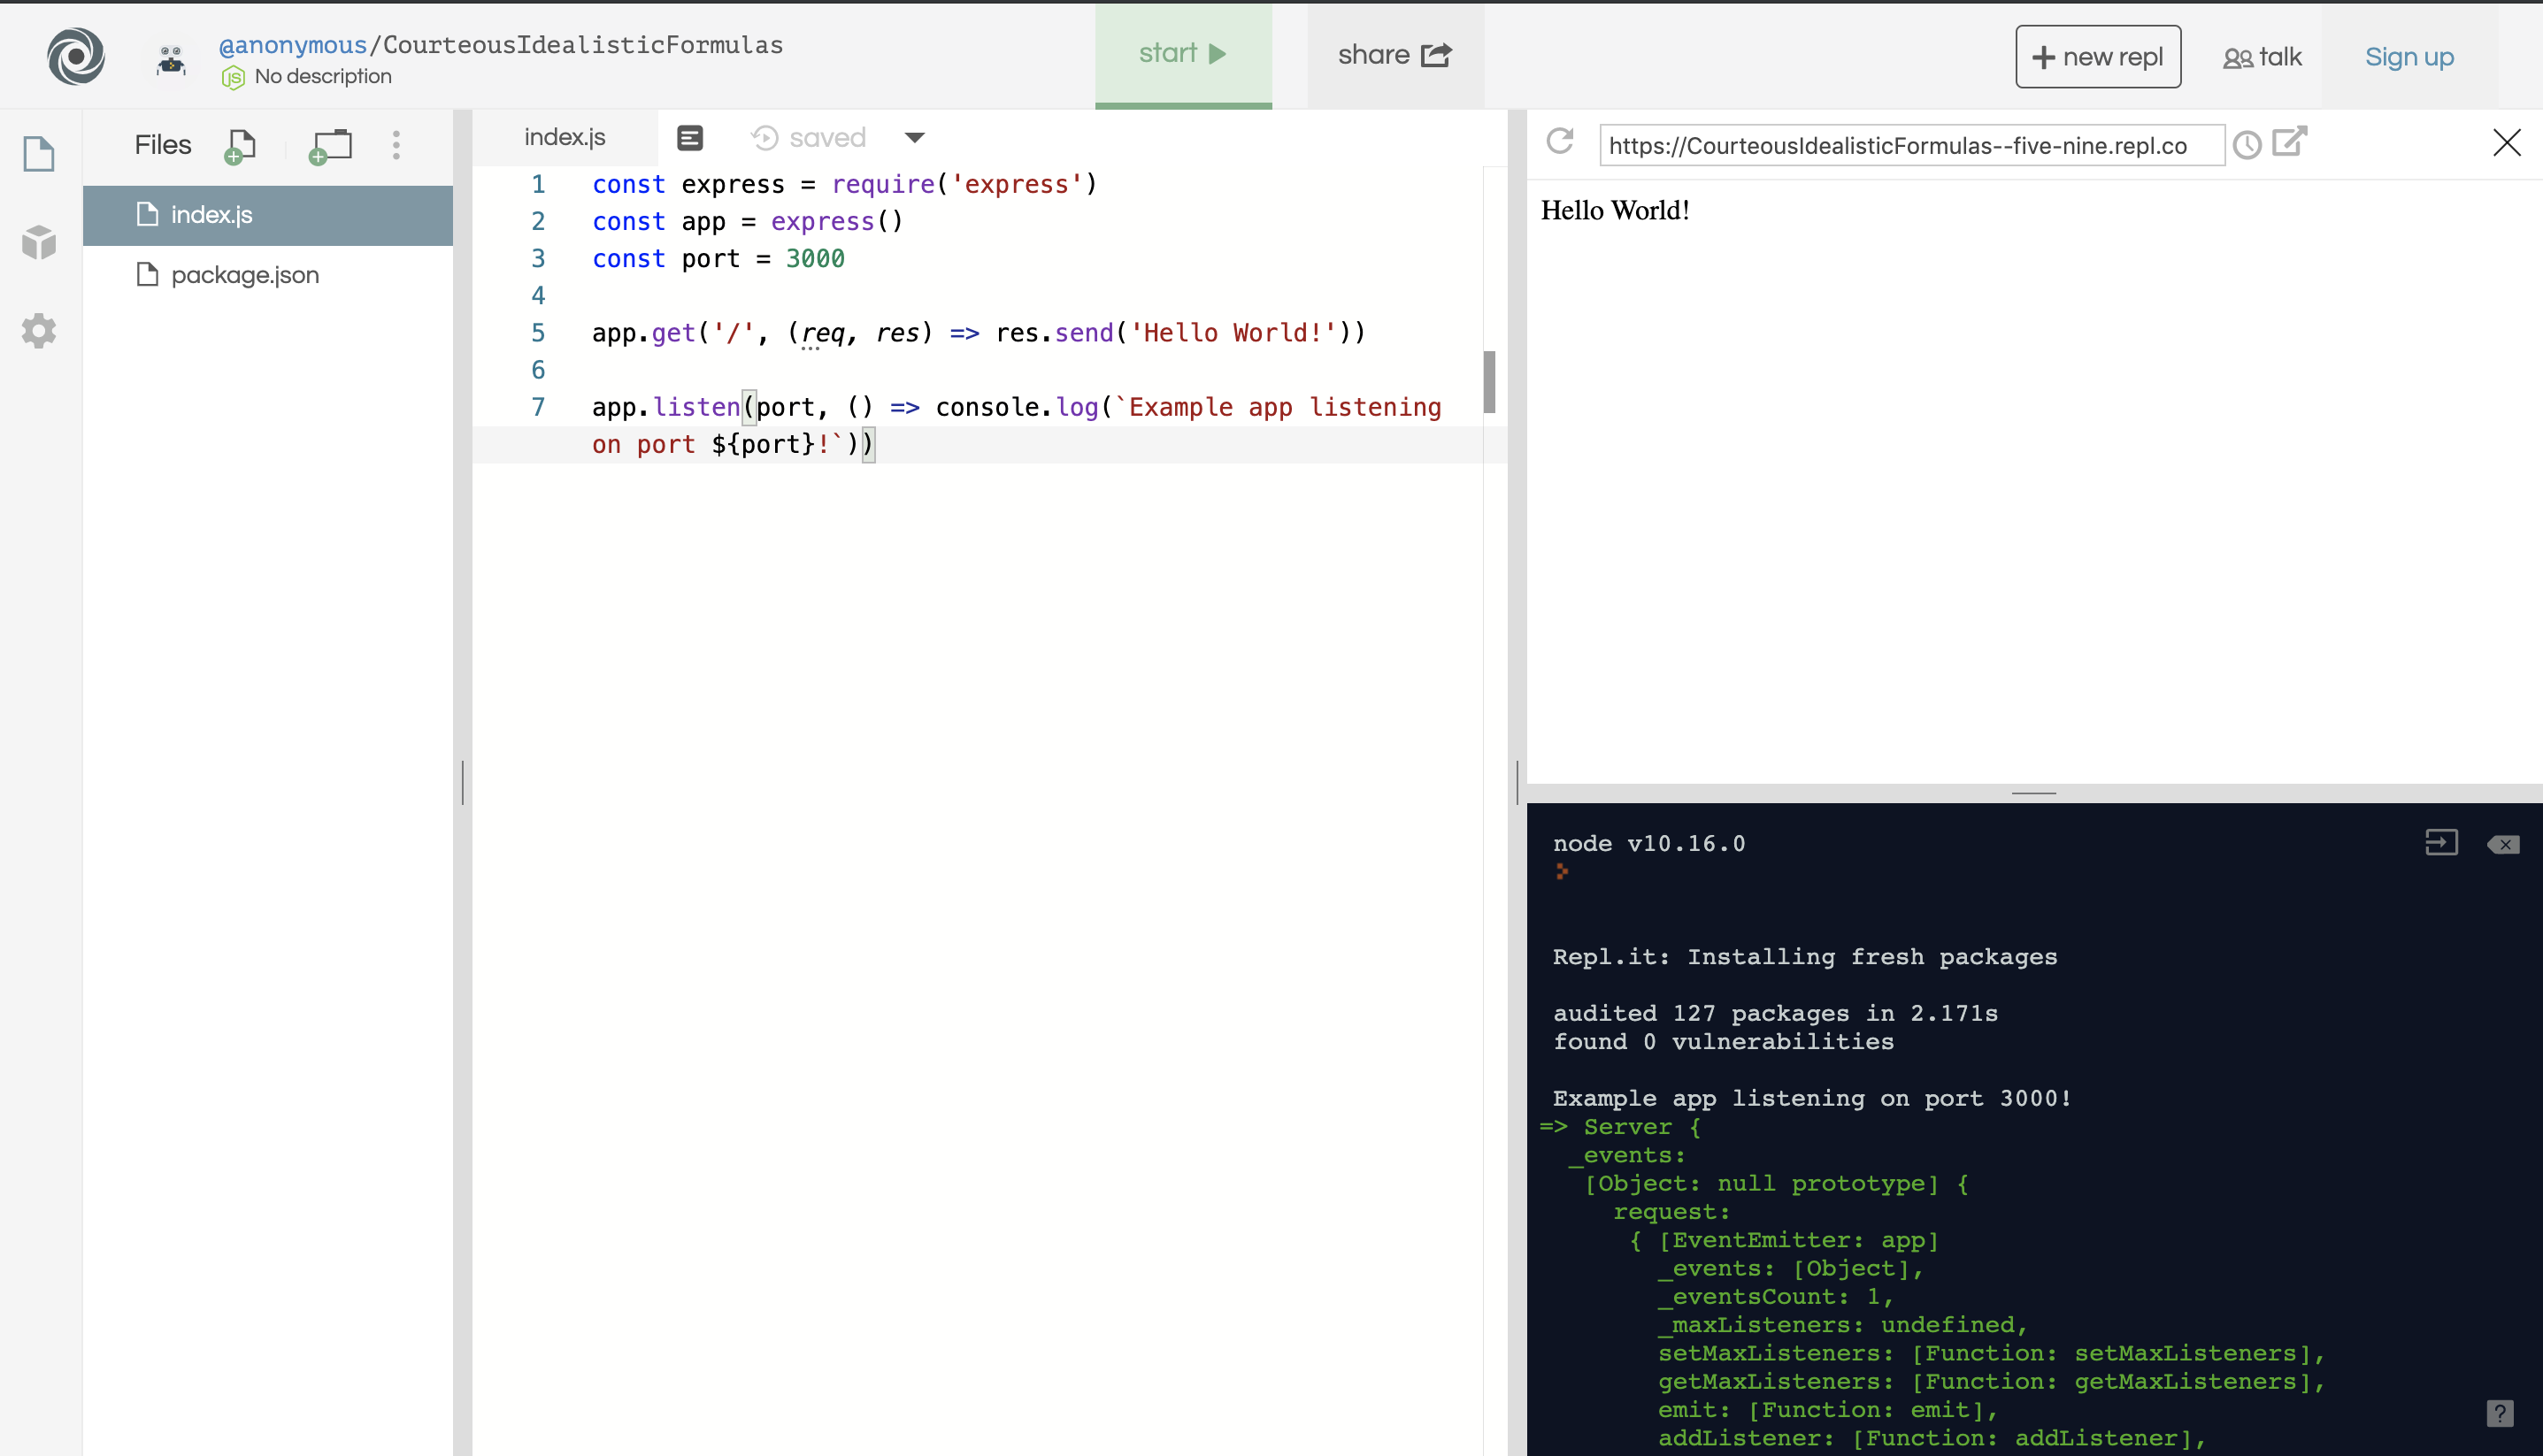 @anonymous/CourteousIdealisticFormulas
JS No description
start
share
+ new repl
talk
Sign up
Files
index.js
package.json
index.js
saved
1 const express = require('express')
2 const app = express()
3 const port = 3000
4
5 app.get('/', (req, res) => res.send('Hello World!'))
6
7 app.listen(port, () => console.log(`Example app listening
on port ${port}!`))
https://CourteousIdealisticFormulas--five-nine.repl.co
Hello World!
node v10.16.0
Repl.it: Installing fresh packages
audited 127 packages in 2.171s
found 0 vulnerabilities
Example app listening on port 3000!
=> Server {
_events:
[Object: null prototype] {
request:
{ [EventEmitter: app]
_events: [Object],
_eventsCount: 1,
_maxListeners: undefined,
setMaxListeners: [Function: setMaxListeners],
getMaxListeners: [Function: getMaxListeners],
emit: [Function: emit],
addListener: [Function: addListener],
?